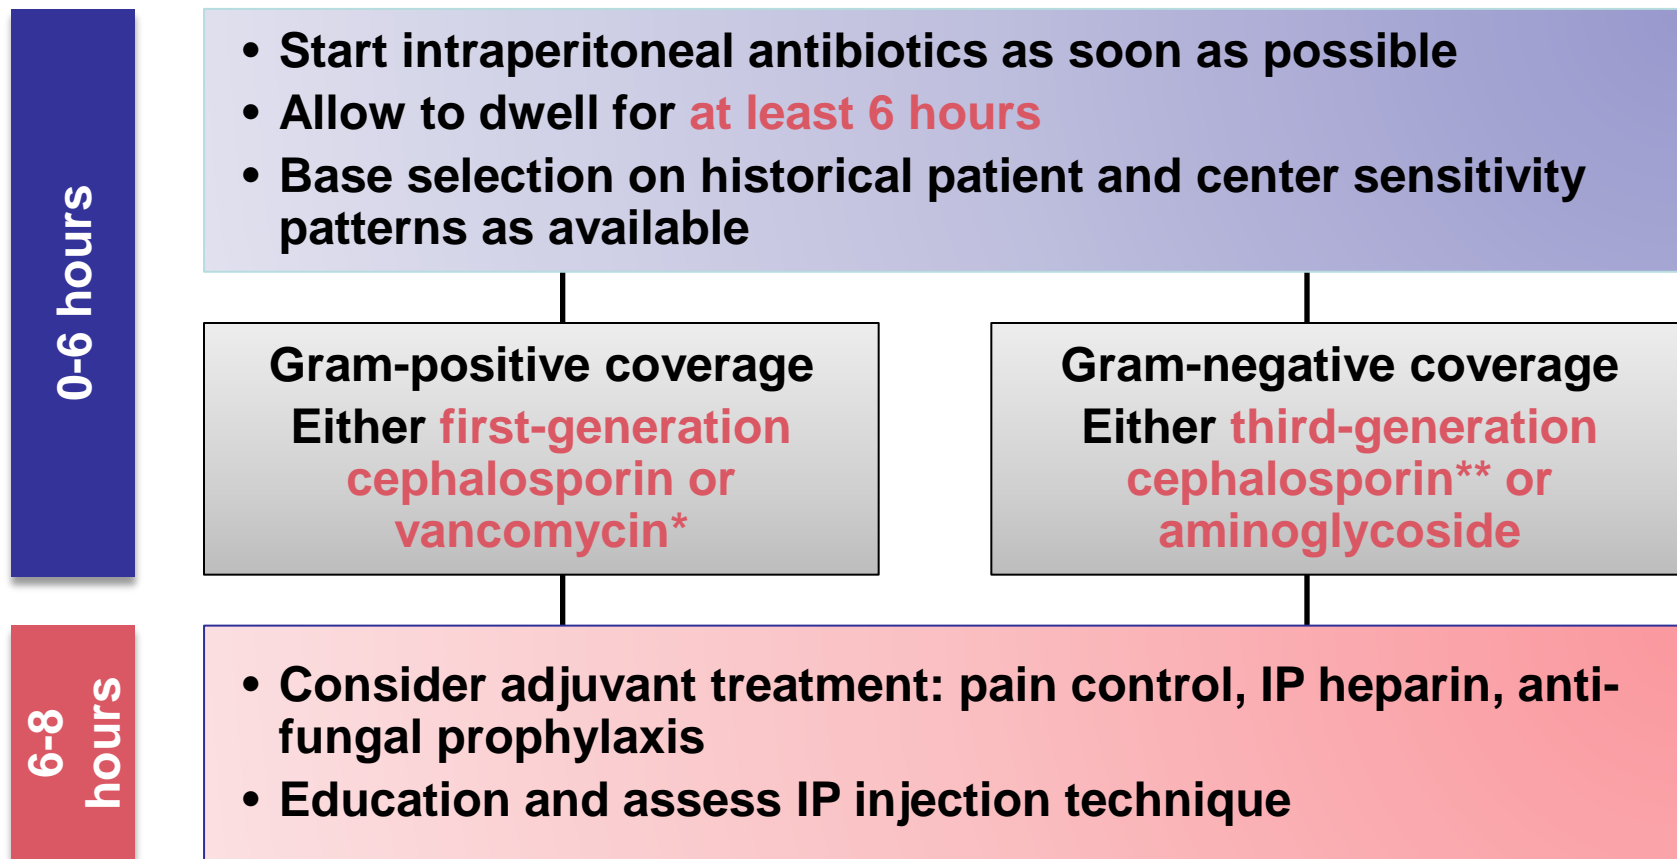 0-6 hours
• Start intraperitoneal antibiotics as soon as possible
• Allow to dwell for at least 6 hours
• Base selection on historical patient and center sensitivity
patterns as available
Gram-positive coverage
Either first-generation
cephalosporin or
vancomycin*
Gram-negative coverage
Either third-generation
cephalosporin** or
aminoglycoside
6-8
hours
• Consider adjuvant treatment: pain control, IP heparin, anti-
fungal prophylaxis
• Education and assess IP injection technique